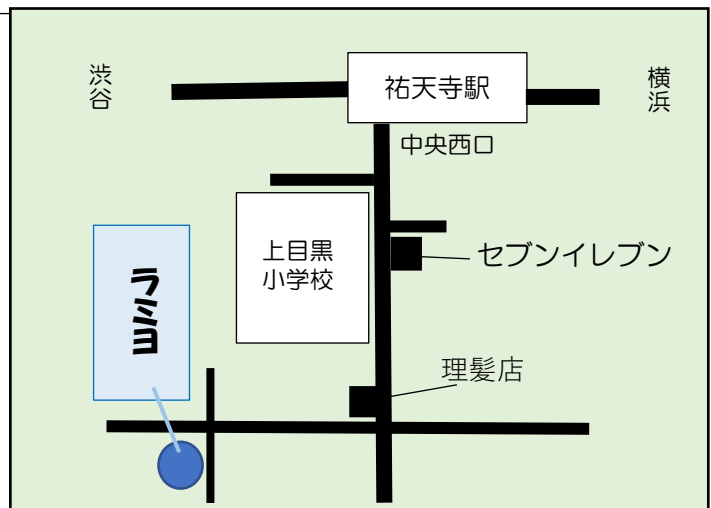 渋谷
祐天寺駅
横浜
中央西口
上目黒
小学校
セブンイレブン
ラミヨ
理髪店